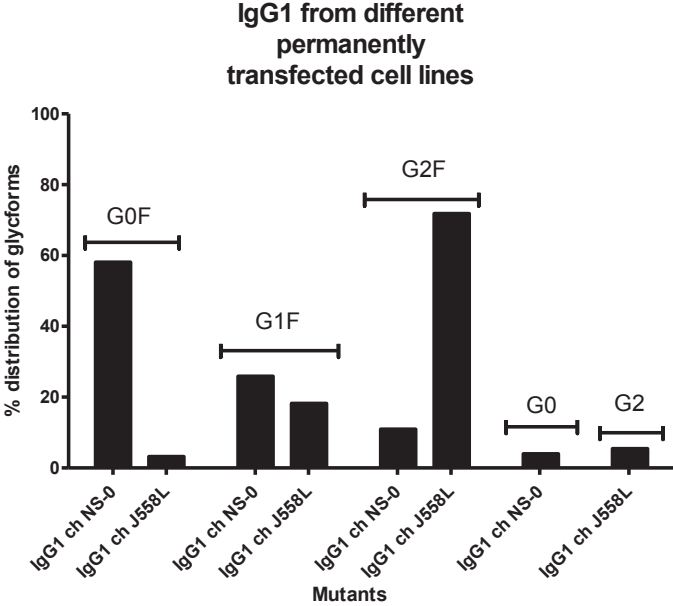 IgG1 from different
permanently
transfected cell lines
% distribution of glycforms
100
80
60
40
20
0
G0F
G1F
G2F
G0
G2
IgG1 ch NS-0
IgG1 ch J558L
IgG1 ch NS-0
IgG1 ch J558L
IgG1 ch NS-0
IgG1 ch J558L
IgG1 ch NS-0
IgG1 ch J558L
Mutants